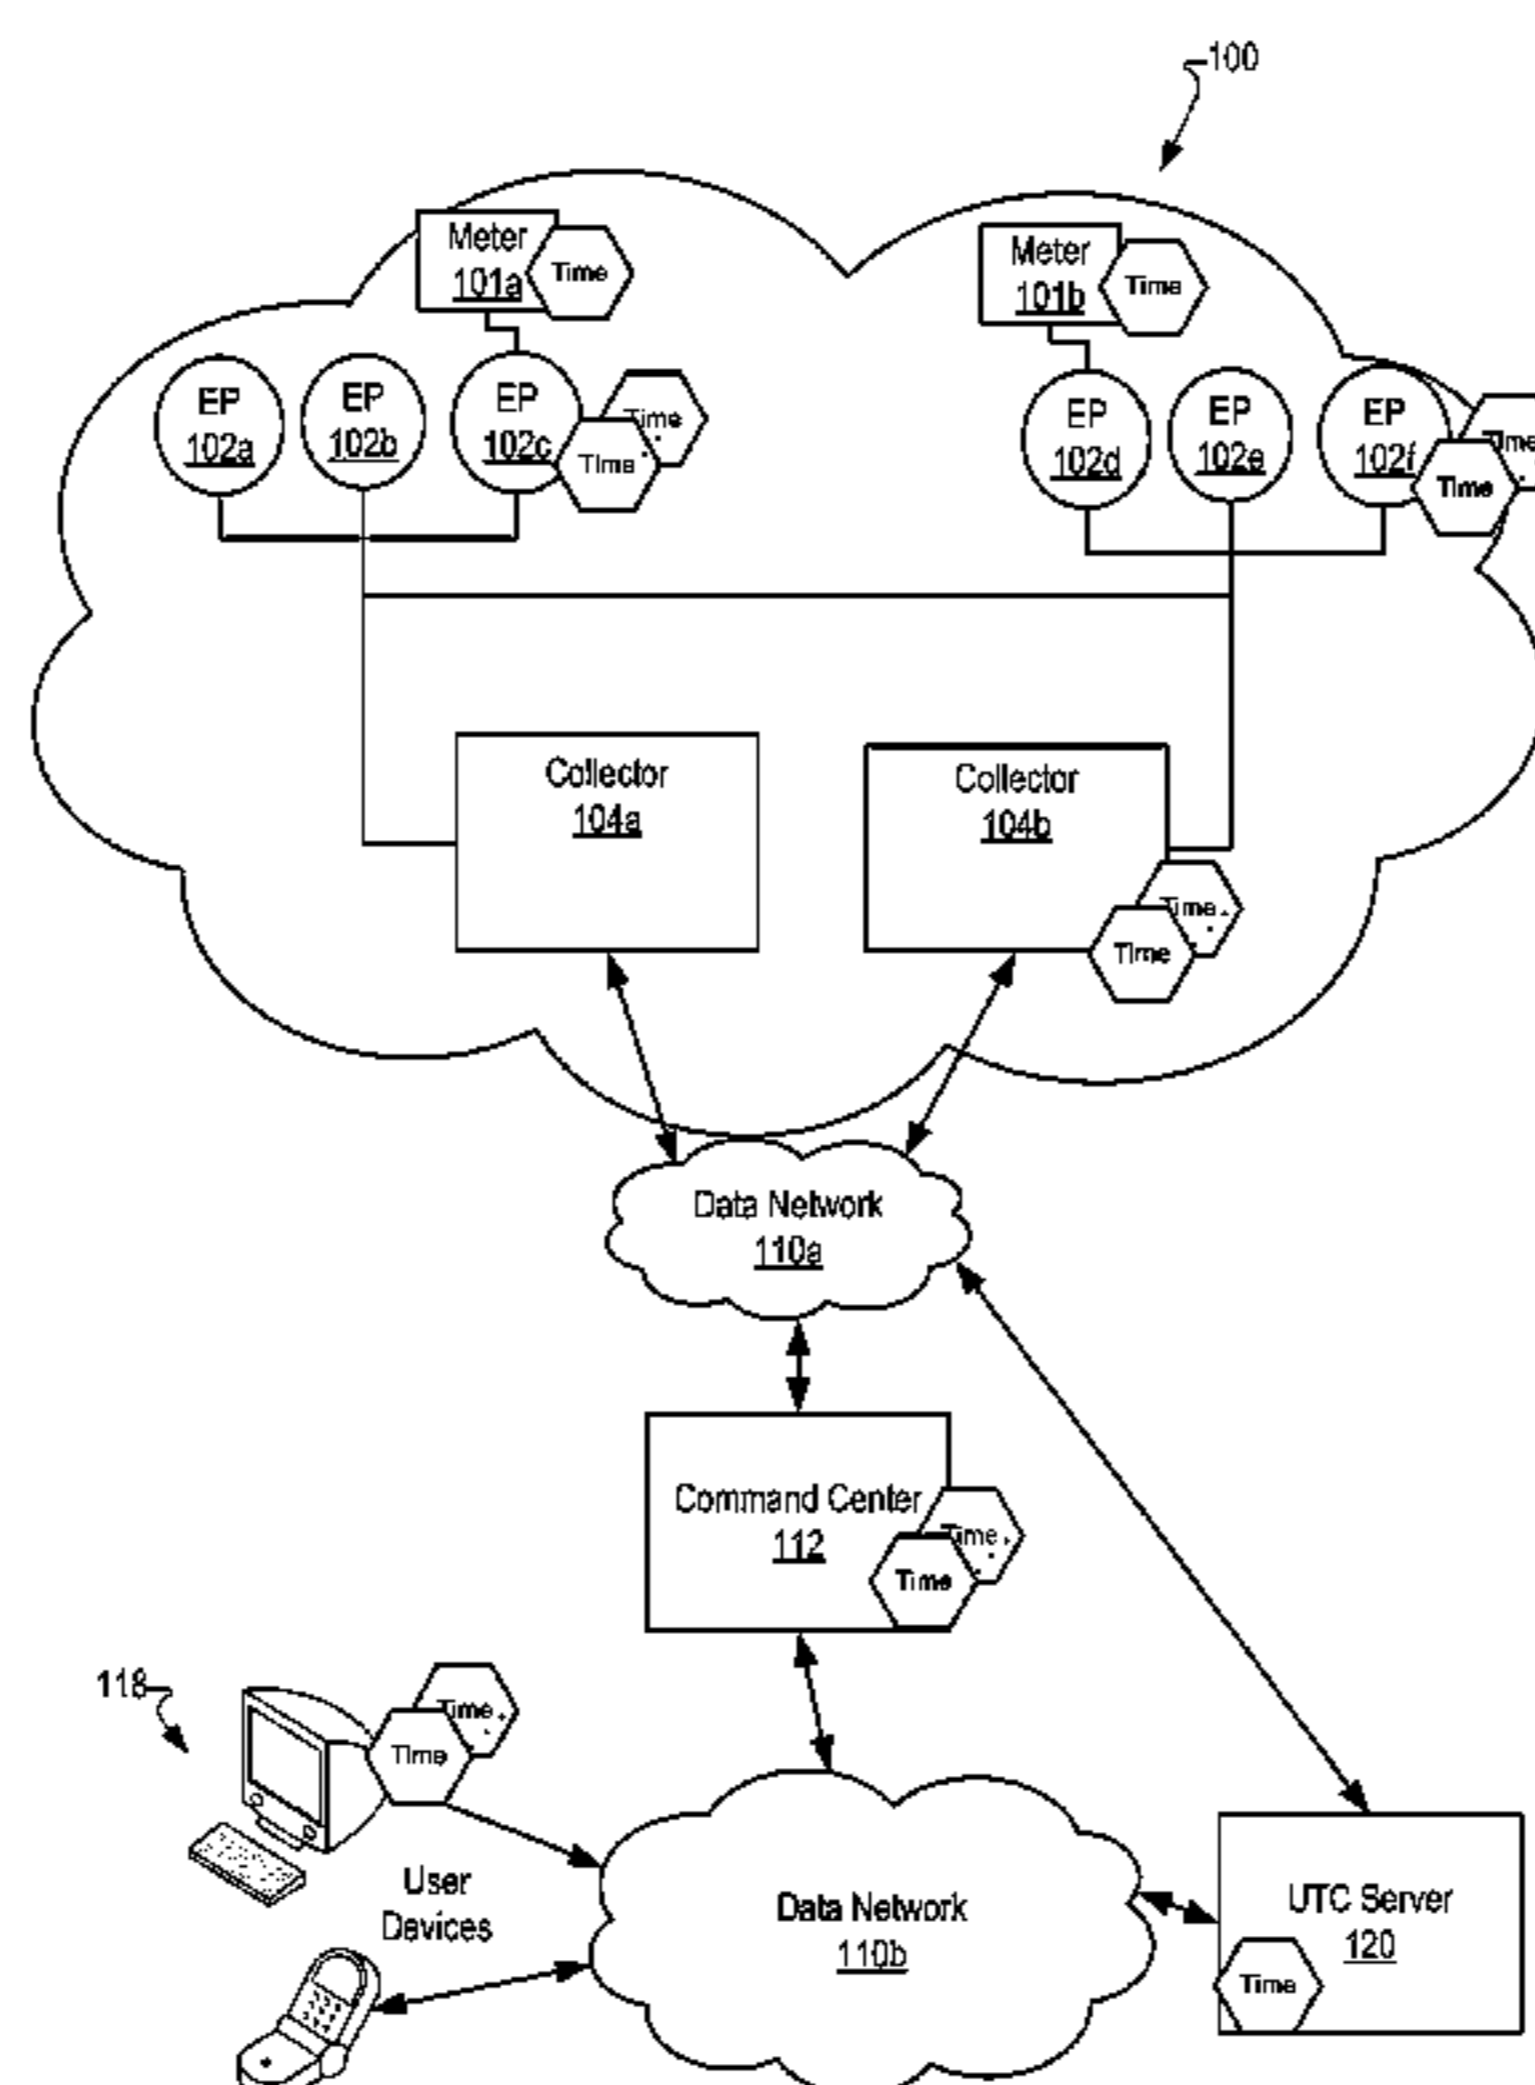 100
Meter
101a
Time
Meter
101b
Time
EP
102a
EP
102b
EP
102c
Time
Time
EP
102d
EP
102e
EP
102f
Time
Time
Collector
104a
Collector
104b
Time
Time
Data Network
110a
Command Center
112
Time
Time
118
Time
Time
User
Devices
Data Network
110b
UTC Server
120
Time